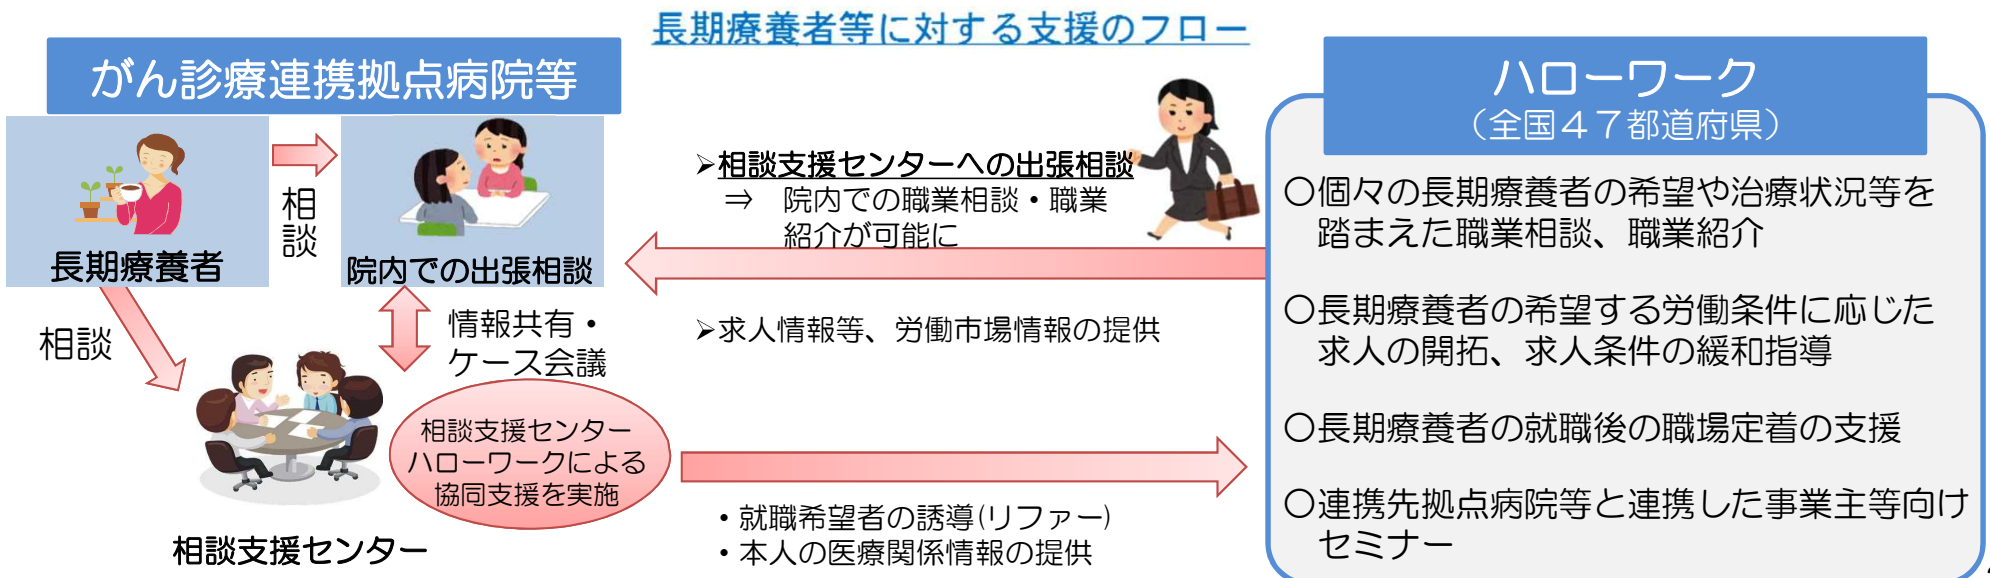 長期療養者等に対する支援のフロー
がん診療連携拠点病院等
長期療養者
相談
院内での出張相談
相談
情報共有・
ケース会議
相談支援センター
ハローワークによる
協同支援を実施
相談支援センター
➢相談支援センターへの出張相談
⇒ 院内での職業相談・職業
紹介が可能に
➢求人情報等、労働市場情報の提供
・就職希望者の誘導(リファー)
・本人の医療関係情報の提供
ハローワーク
（全国４７都道府県）
〇個々の長期療養者の希望や治療状況等を
踏まえた職業相談、職業紹介
〇長期療養者の希望する労働条件に応じた
求人の開拓、求人条件の緩和指導
〇長期療養者の就職後の職場定着の支援
〇連携先拠点病院等と連携した事業主等向け
セミナー